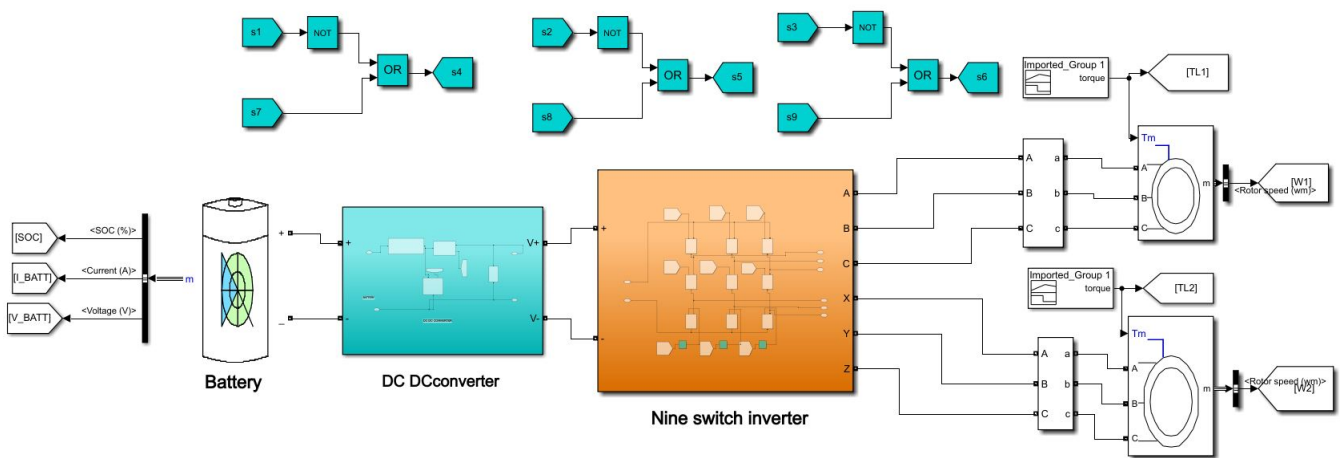 s1
NOT
OR
s4
s7
s2
NOT
OR
s5
s8
s3
NOT
OR
s6
s9
Imported_Group 1
torque
[TL1]
Tm
A
B
C
a
b
c
A
B
C
m
<Rotor speed (wm)>
[W1]
[SOC]
<SOC (%)>
[I_BATT]
<Current (A)>
[V_BATT]
<Voltage (V)>
m
+
_
Battery
+
-
V+
V-
DC DCconverter
+
-
A
B
C
X
Y
Z
Nine switch inverter
Imported_Group 1
torque
[TL2]
Tm
A
B
C
a
b
c
A
B
C
m
<Rotor speed (wm)>
[W2]